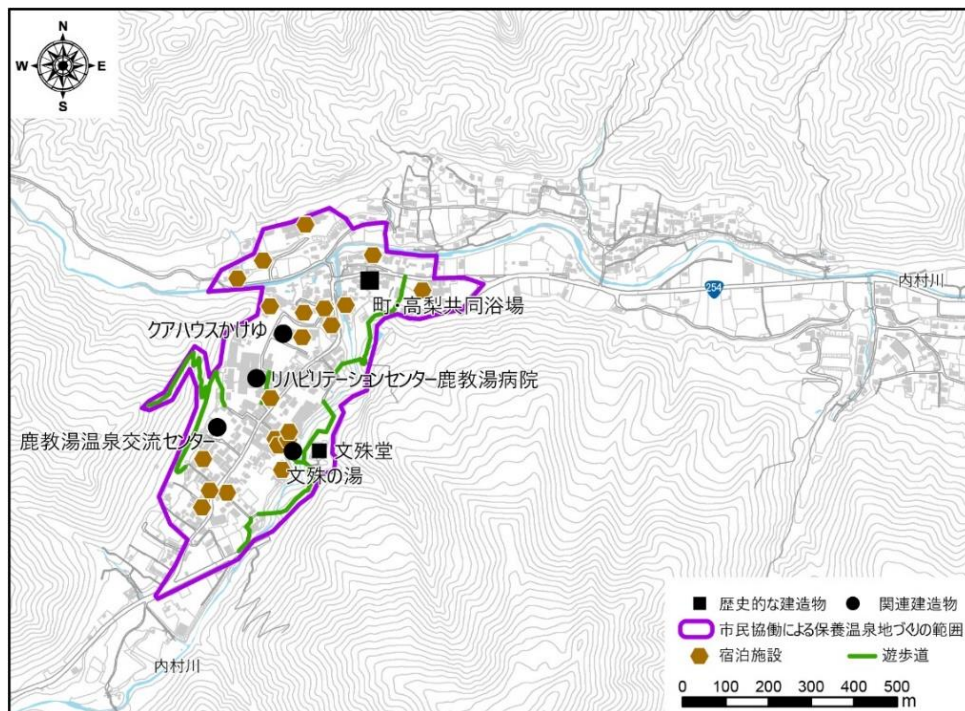 N
W E
S
254
内村川
町・高梨共同浴場
クアハウスかけゆ
リハビリテーションセンター鹿教湯病院
鹿教湯温泉交流センター
文殊堂
文殊の湯
内村川
歴史的な建造物 関連建造物
市民協働による保養温泉地づくりの範囲
宿泊施設 遊歩道
0 100 200 300 400 500
m